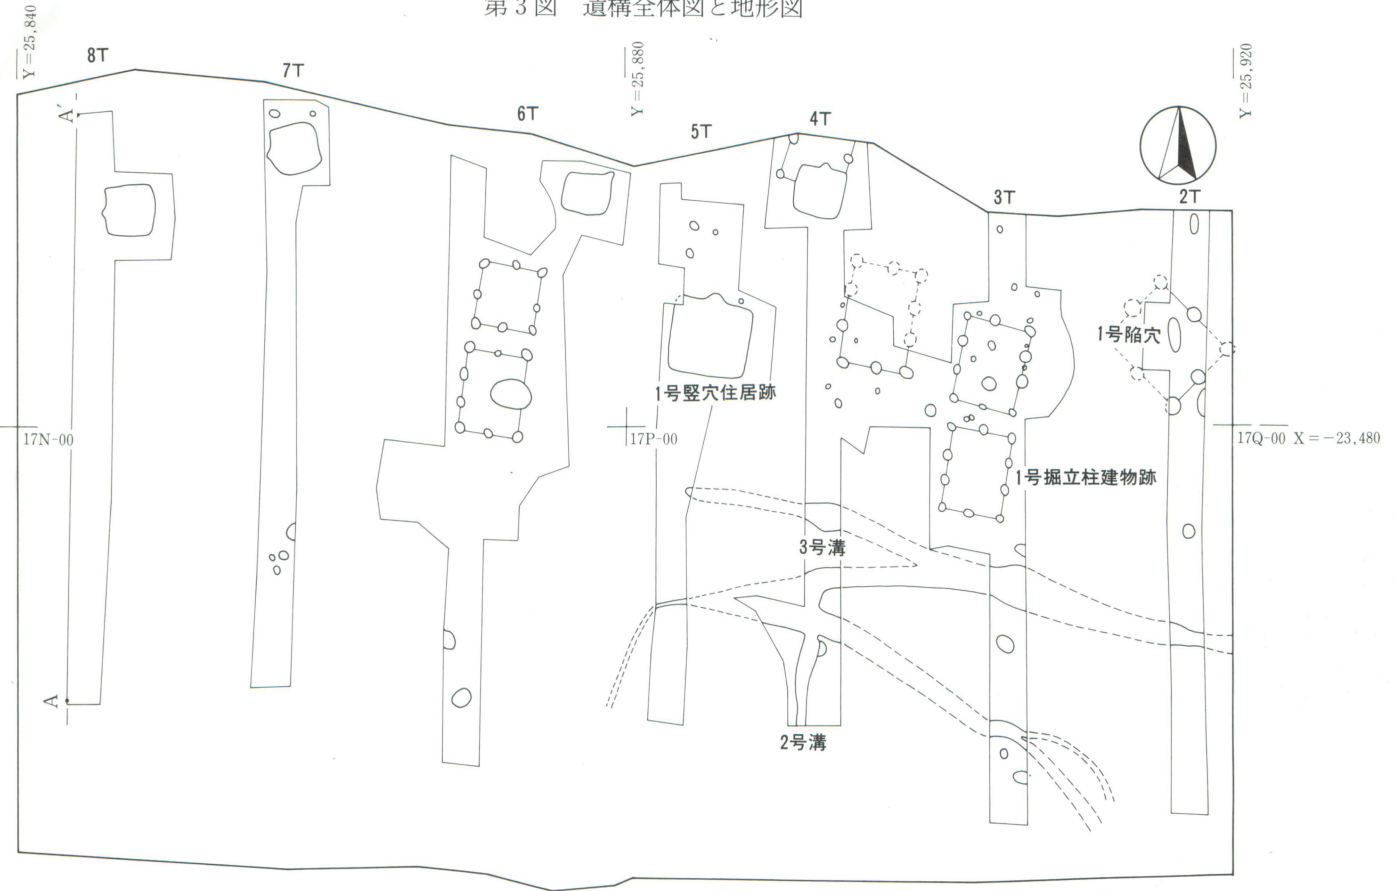 第3図 遺構全体図と地形図
Y=25,840
Y=25,880
Y=25,920
8T
7T
6T
5T
4T
3T
2T
A′
1号陥穴
1号竪穴住居跡
17N-00
17P-00
17Q-00 X=-23,480
1号掘立柱建物跡
3号溝
A
2号溝